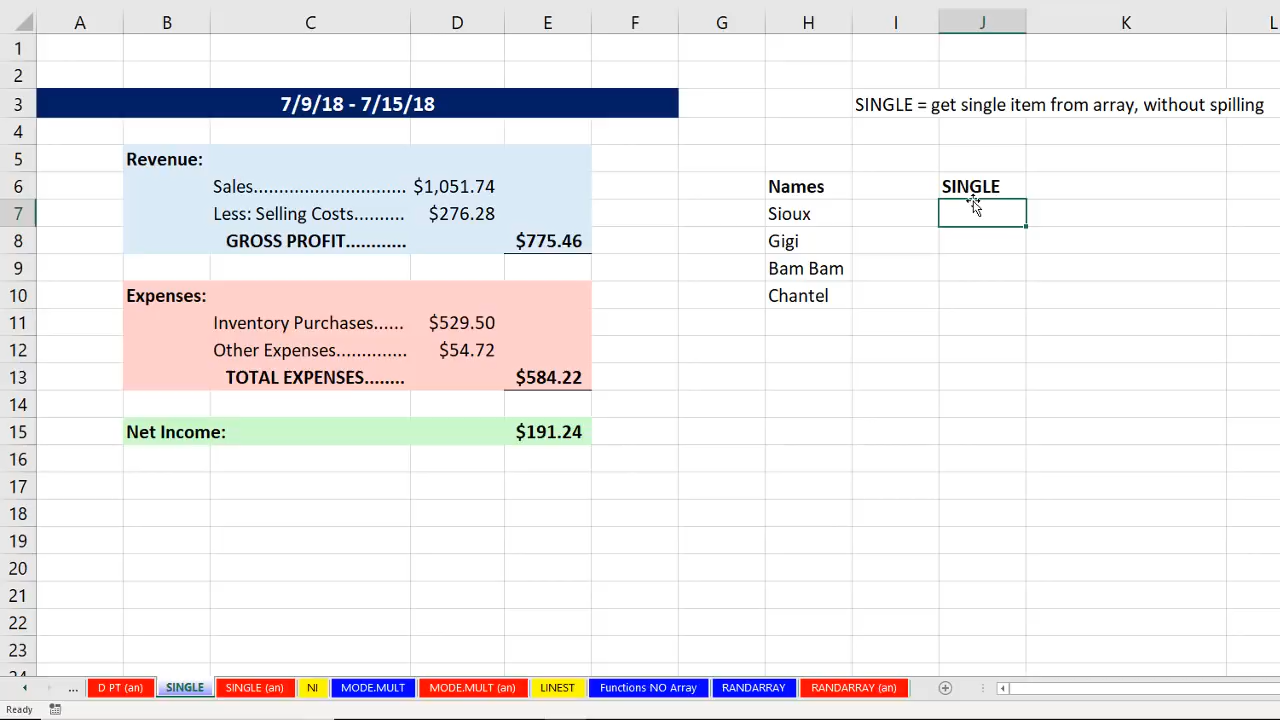 A B C D E F G H I J K L
1
2
3 7/9/18 - 7/15/18 SINGLE = get single item from array, without spilling
4
5 Revenue:
6 Sales............................. $1,051.74 Names SINGLE
7 Less: Selling Costs.......... $276.28 Sioux
8 GROSS PROFIT............ $775.46 Gigi
9 Bam Bam
10 Expenses: Chantel
11 Inventory Purchases...... $529.50
12 Other Expenses.............. $54.72
13 TOTAL EXPENSES........ $584.22
14
15 Net Income: $191.24
16
17
18
19
20
21
22
23
24
... D PT (an) SINGLE SINGLE (an) NI MODE.MULT MODE.MULT (an) LINEST Functions NO Array RANDARRAY RANDARRAY (an)
Ready